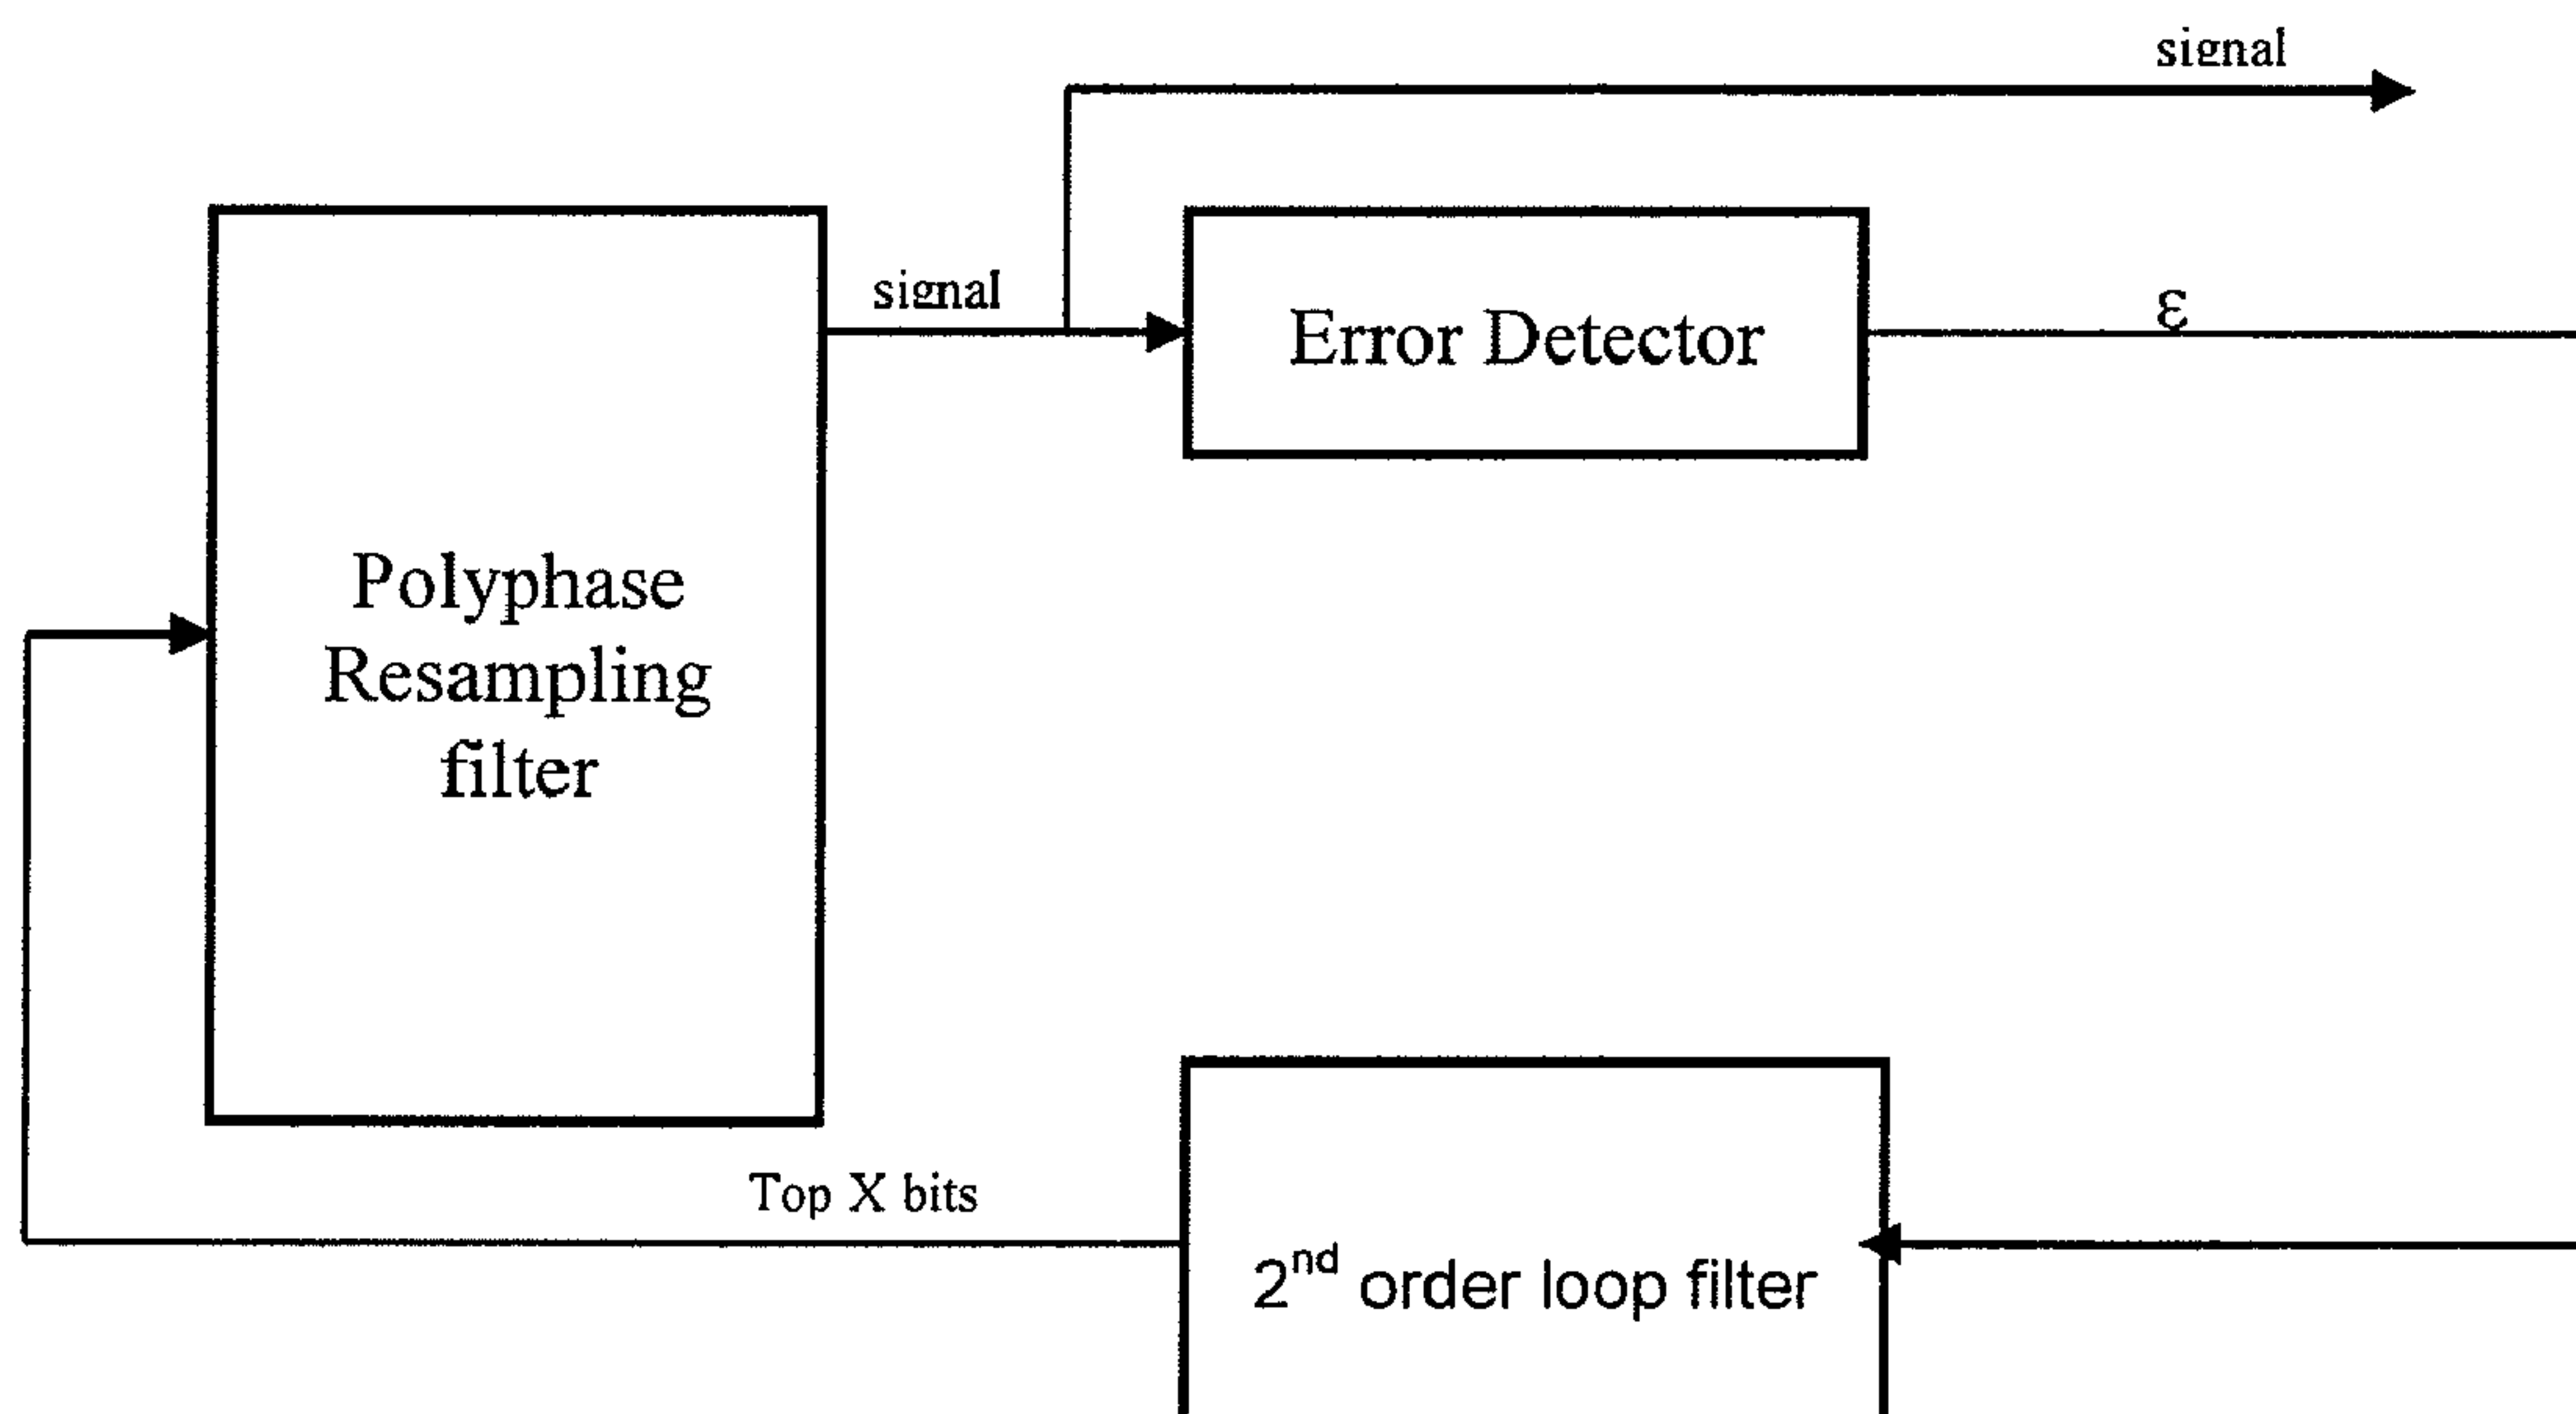 signal
signal
Error Detector
ε
Polyphase
Resampling
filter
Top X bits
2nd order loop filter